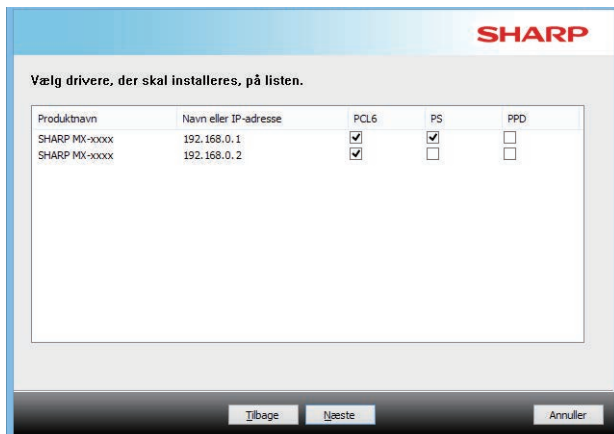 SHARP
Vælg drivere, der skal installeres, på listen.
Produktnavn Navn eller IP-adresse PCL6 PS PPD
SHARP MX-xxxx 192.168.0.1
SHARP MX-xxxx 192.168.0.2
Tilbage Næste Annuller